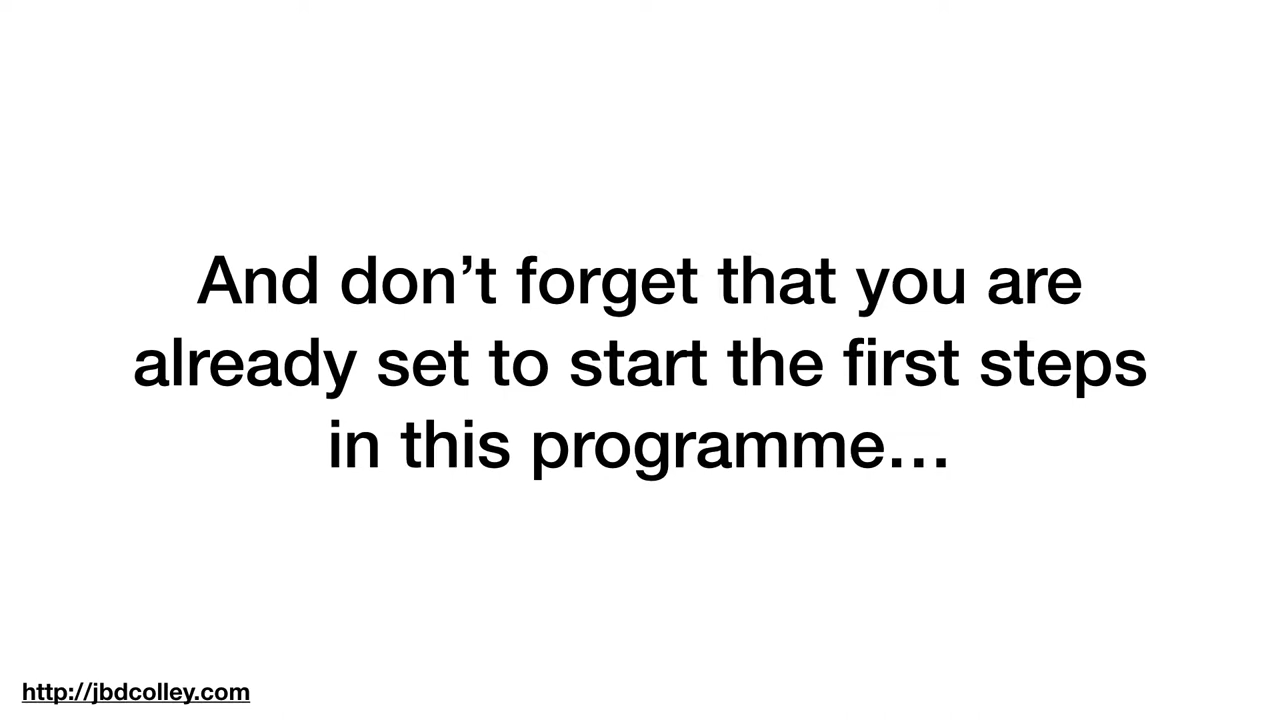 And don’t forget that you are
already set to start the first steps
in this programme…
http://jbdcolley.com